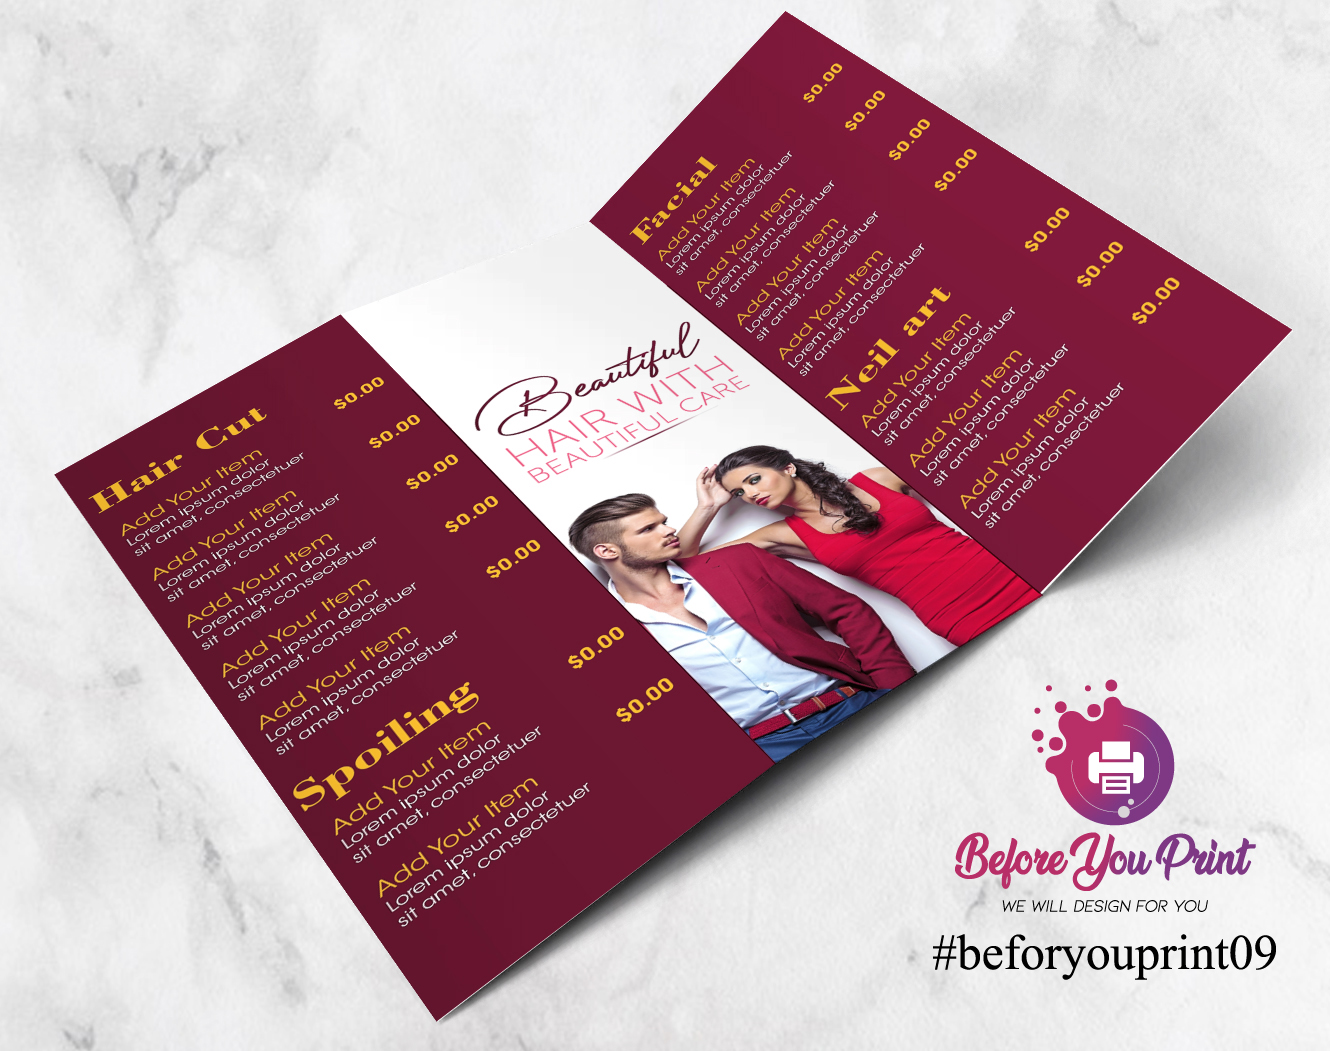 Hair Cut
Add Your Item $0.00
Lorem ipsum dolor
sit amet, consectetuer
Add Your Item $0.00
Lorem ipsum dolor
sit amet, consectetuer
Add Your Item $0.00
Lorem ipsum dolor
sit amet, consectetuer
Add Your Item $0.00
Lorem ipsum dolor
sit amet, consectetuer
Add Your Item $0.00
Lorem ipsum dolor
sit amet, consectetuer
Spoiling
Add Your Item $0.00
Lorem ipsum dolor
sit amet, consectetuer
Add Your Item $0.00
Lorem ipsum dolor
sit amet, consectetuer
Beautiful
HAIR WITH
BEAUTIFUL CARE
Facial
Add Your Item $0.00
Lorem ipsum dolor
sit amet, consectetuer
Add Your Item $0.00
Lorem ipsum dolor
sit amet, consectetuer
Add Your Item $0.00
Lorem ipsum dolor
sit amet, consectetuer
Add Your Item $0.00
Lorem ipsum dolor
sit amet, consectetuer
Neil art
Add Your Item $0.00
Lorem ipsum dolor
sit amet, consectetuer
Add Your Item $0.00
Lorem ipsum dolor
sit amet, consectetuer
Add Your Item $0.00
Lorem ipsum dolor
sit amet, consectetuer
Before You Print
WE WILL DESIGN FOR YOU
#beforyouprint09